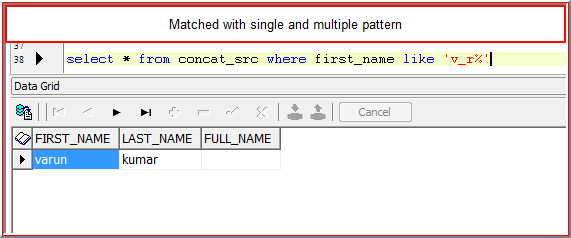 Matched with single and multiple pattern
37
38 select * from concat_src where first_name like 'v_r%'
Data Grid
Cancel
FIRST_NAME LAST_NAME FULL_NAME
varun kumar